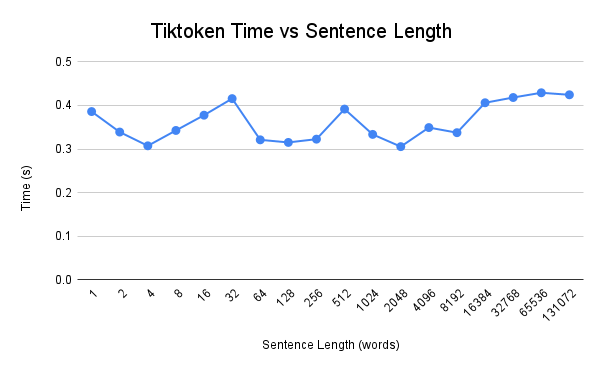 Tiktoken Time vs Sentence Length
0.5
0.4
0.3
0.2
0.1
0.0
Time (s)
1 2 4 8 16 32 64 128 256 512 1024 2048 4096 8192 16384 32768 65536 131072
Sentence Length (words)